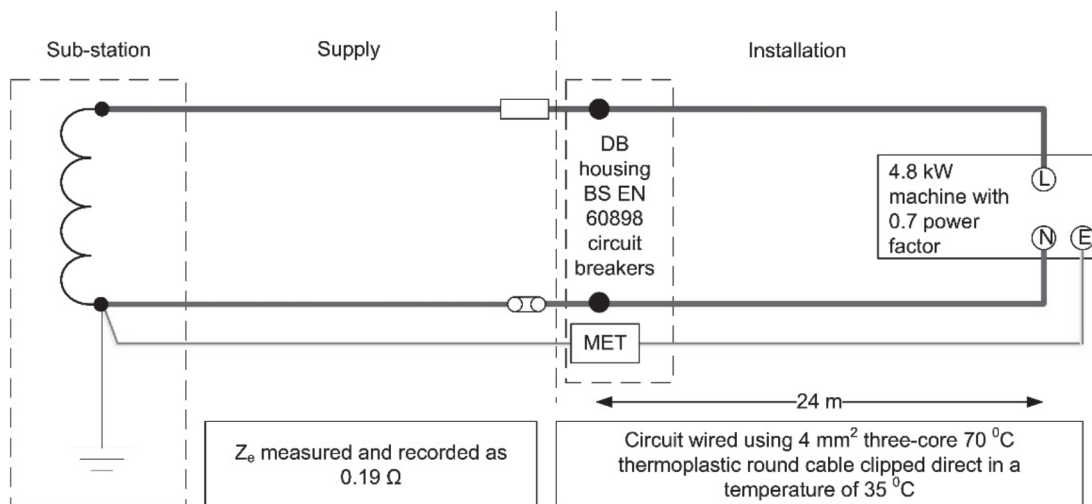 Sub-station
Supply
Installation
DB
housing
BS EN
60898
circuit
breakers
4.8 kW
machine with
0.7 power
factor
L
N
E
MET
24 m
Zₑ measured and recorded as
0.19 Ω
Circuit wired using 4 mm² three-core 70 ⁰C
thermoplastic round cable clipped direct in a
temperature of 35 ⁰C